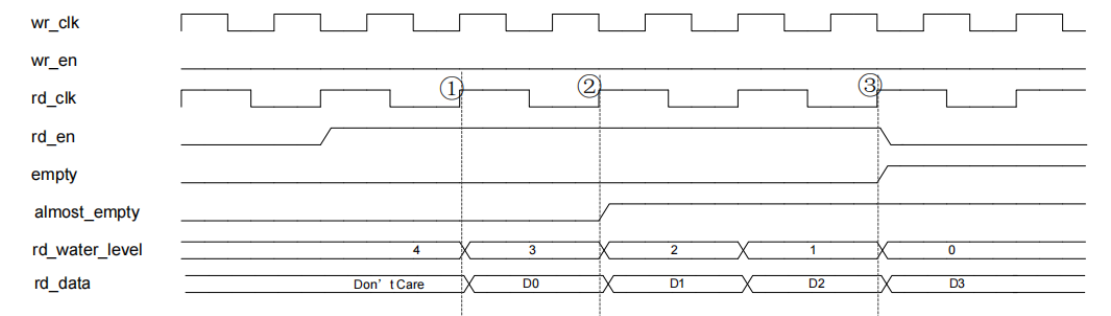 wr_clk
wr_en
① ② ③
rd_clk
rd_en
empty
almost_empty
rd_water_level 4 3 2 1 0
rd_data Don't Care D0 D1 D2 D3